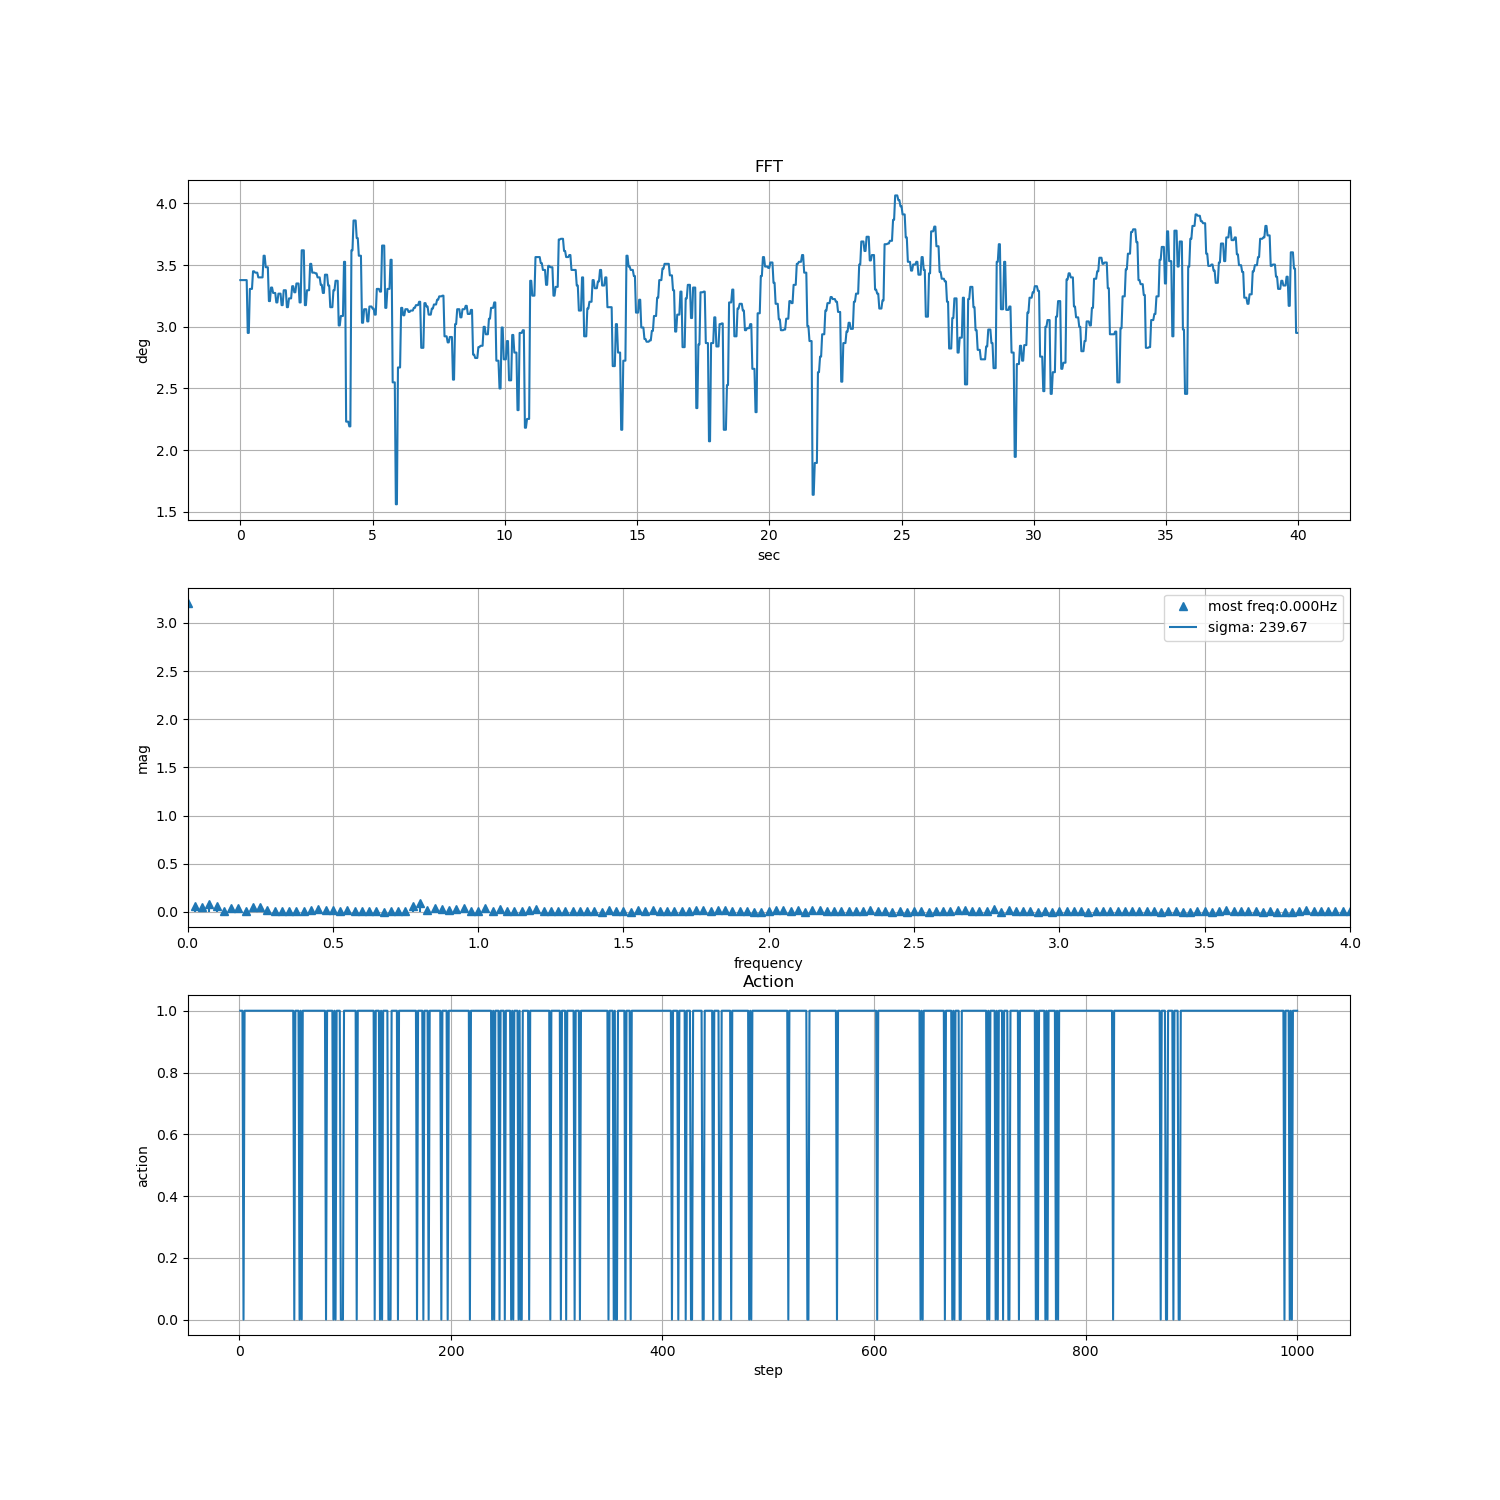 FFT
4.0
3.5
3.0
2.5
2.0
1.5
deg
0 5 10 15 20 25 30 35 40
sec
most freq:0.000Hz
sigma: 239.67
3.0
2.5
2.0
1.5
1.0
0.5
0.0
mag
0.0 0.5 1.0 1.5 2.0 2.5 3.0 3.5 4.0
frequency
Action
1.0
0.8
0.6
0.4
0.2
0.0
action
0 200 400 600 800 1000
step